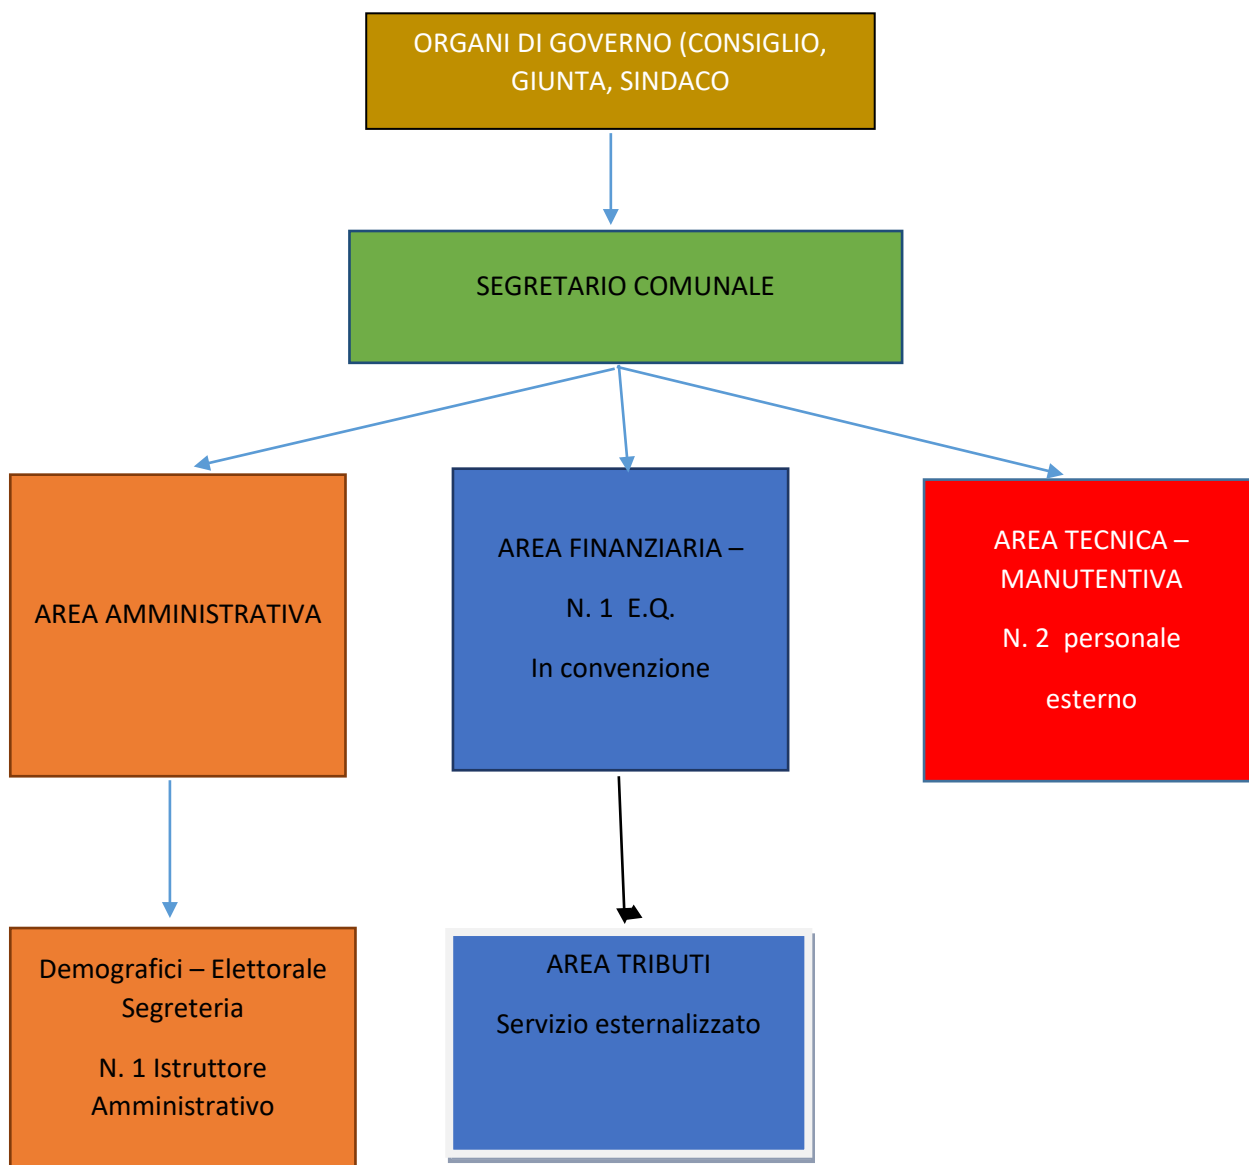 ORGANI DI GOVERNO (CONSIGLIO,
GIUNTA, SINDACO
SEGRETARIO COMUNALE
AREA AMMINISTRATIVA
AREA FINANZIARIA –
N. 1 E.Q.
In convenzione
AREA TECNICA –
MANUTENTIVA
N. 2 personale
esterno
Demografici – Elettorale
Segreteria
N. 1 Istruttore
Amministrativo
AREA TRIBUTI
Servizio esternalizzato